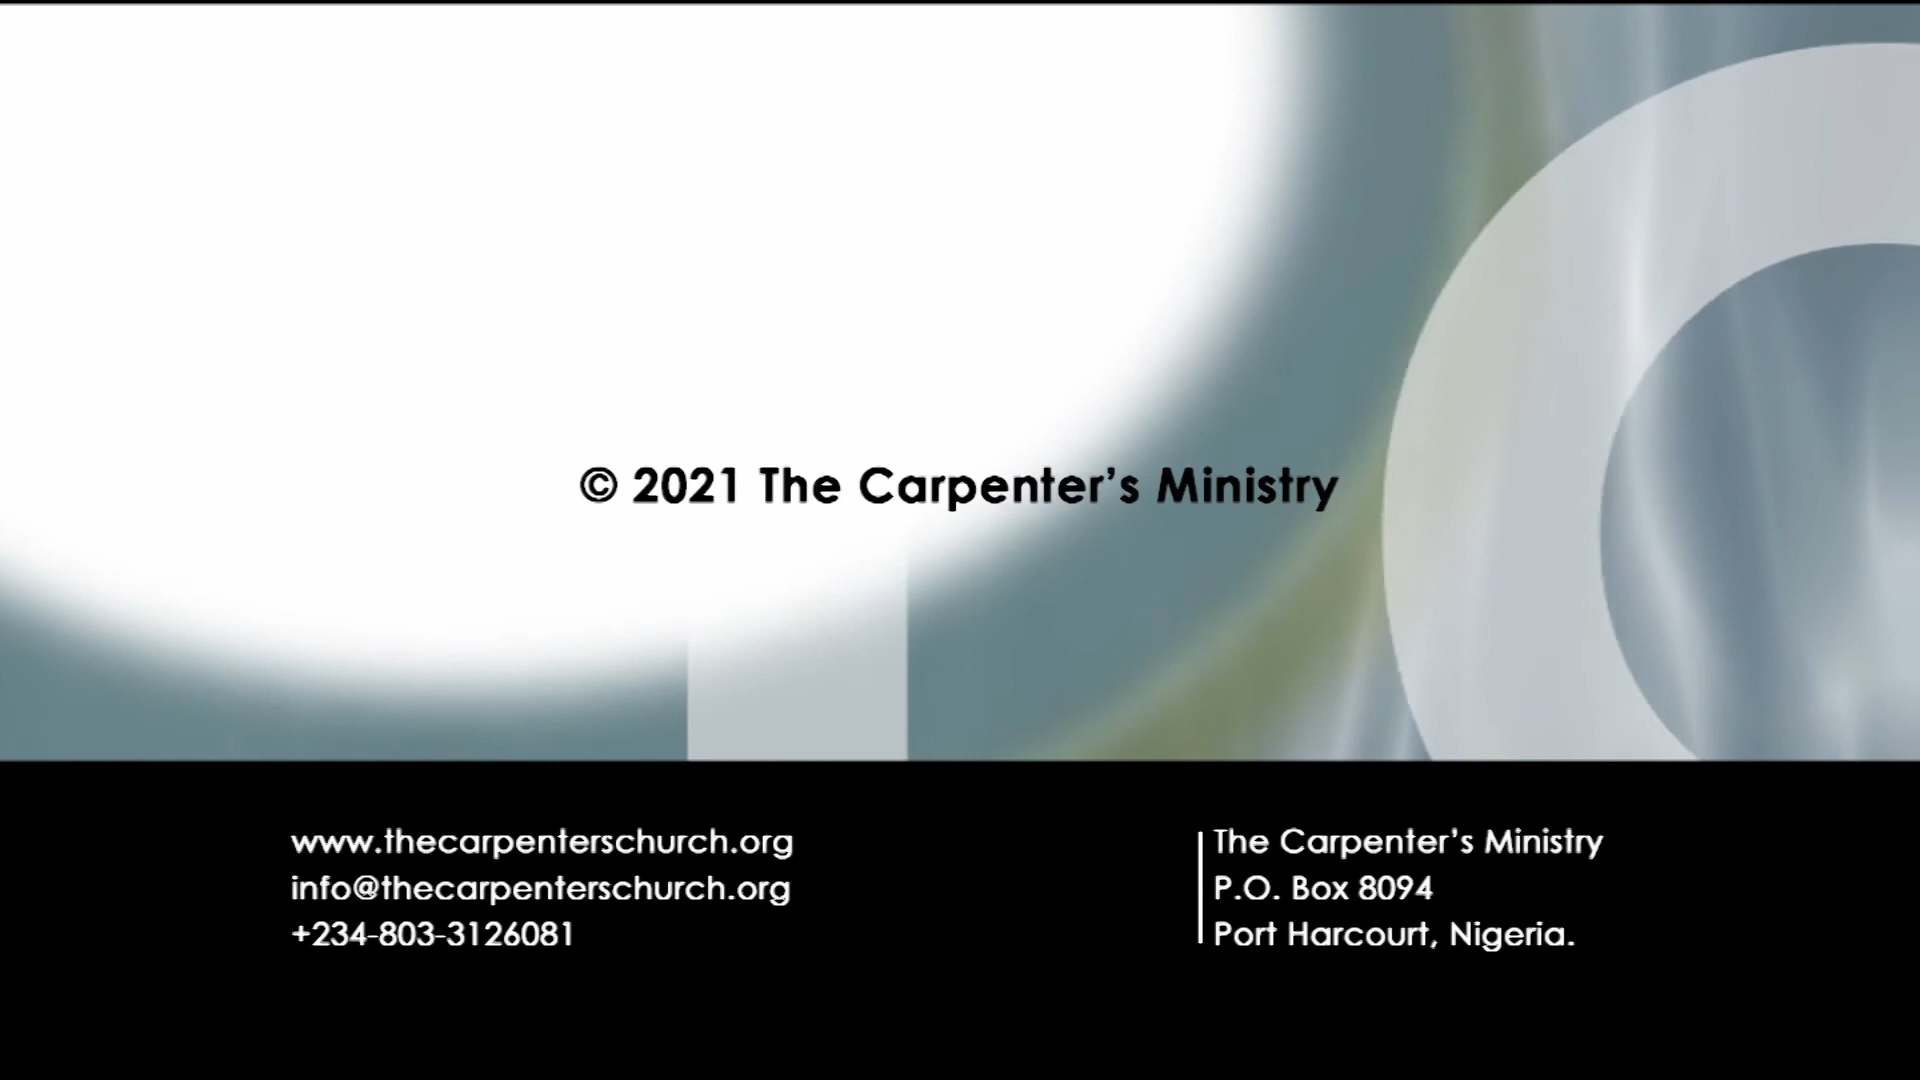 © 2021 The Carpenter’s Ministry
www.thecarpenterschurch.org
info@thecarpenterschurch.org
+234-803-3126081
The Carpenter’s Ministry
P.O. Box 8094
Port Harcourt, Nigeria.